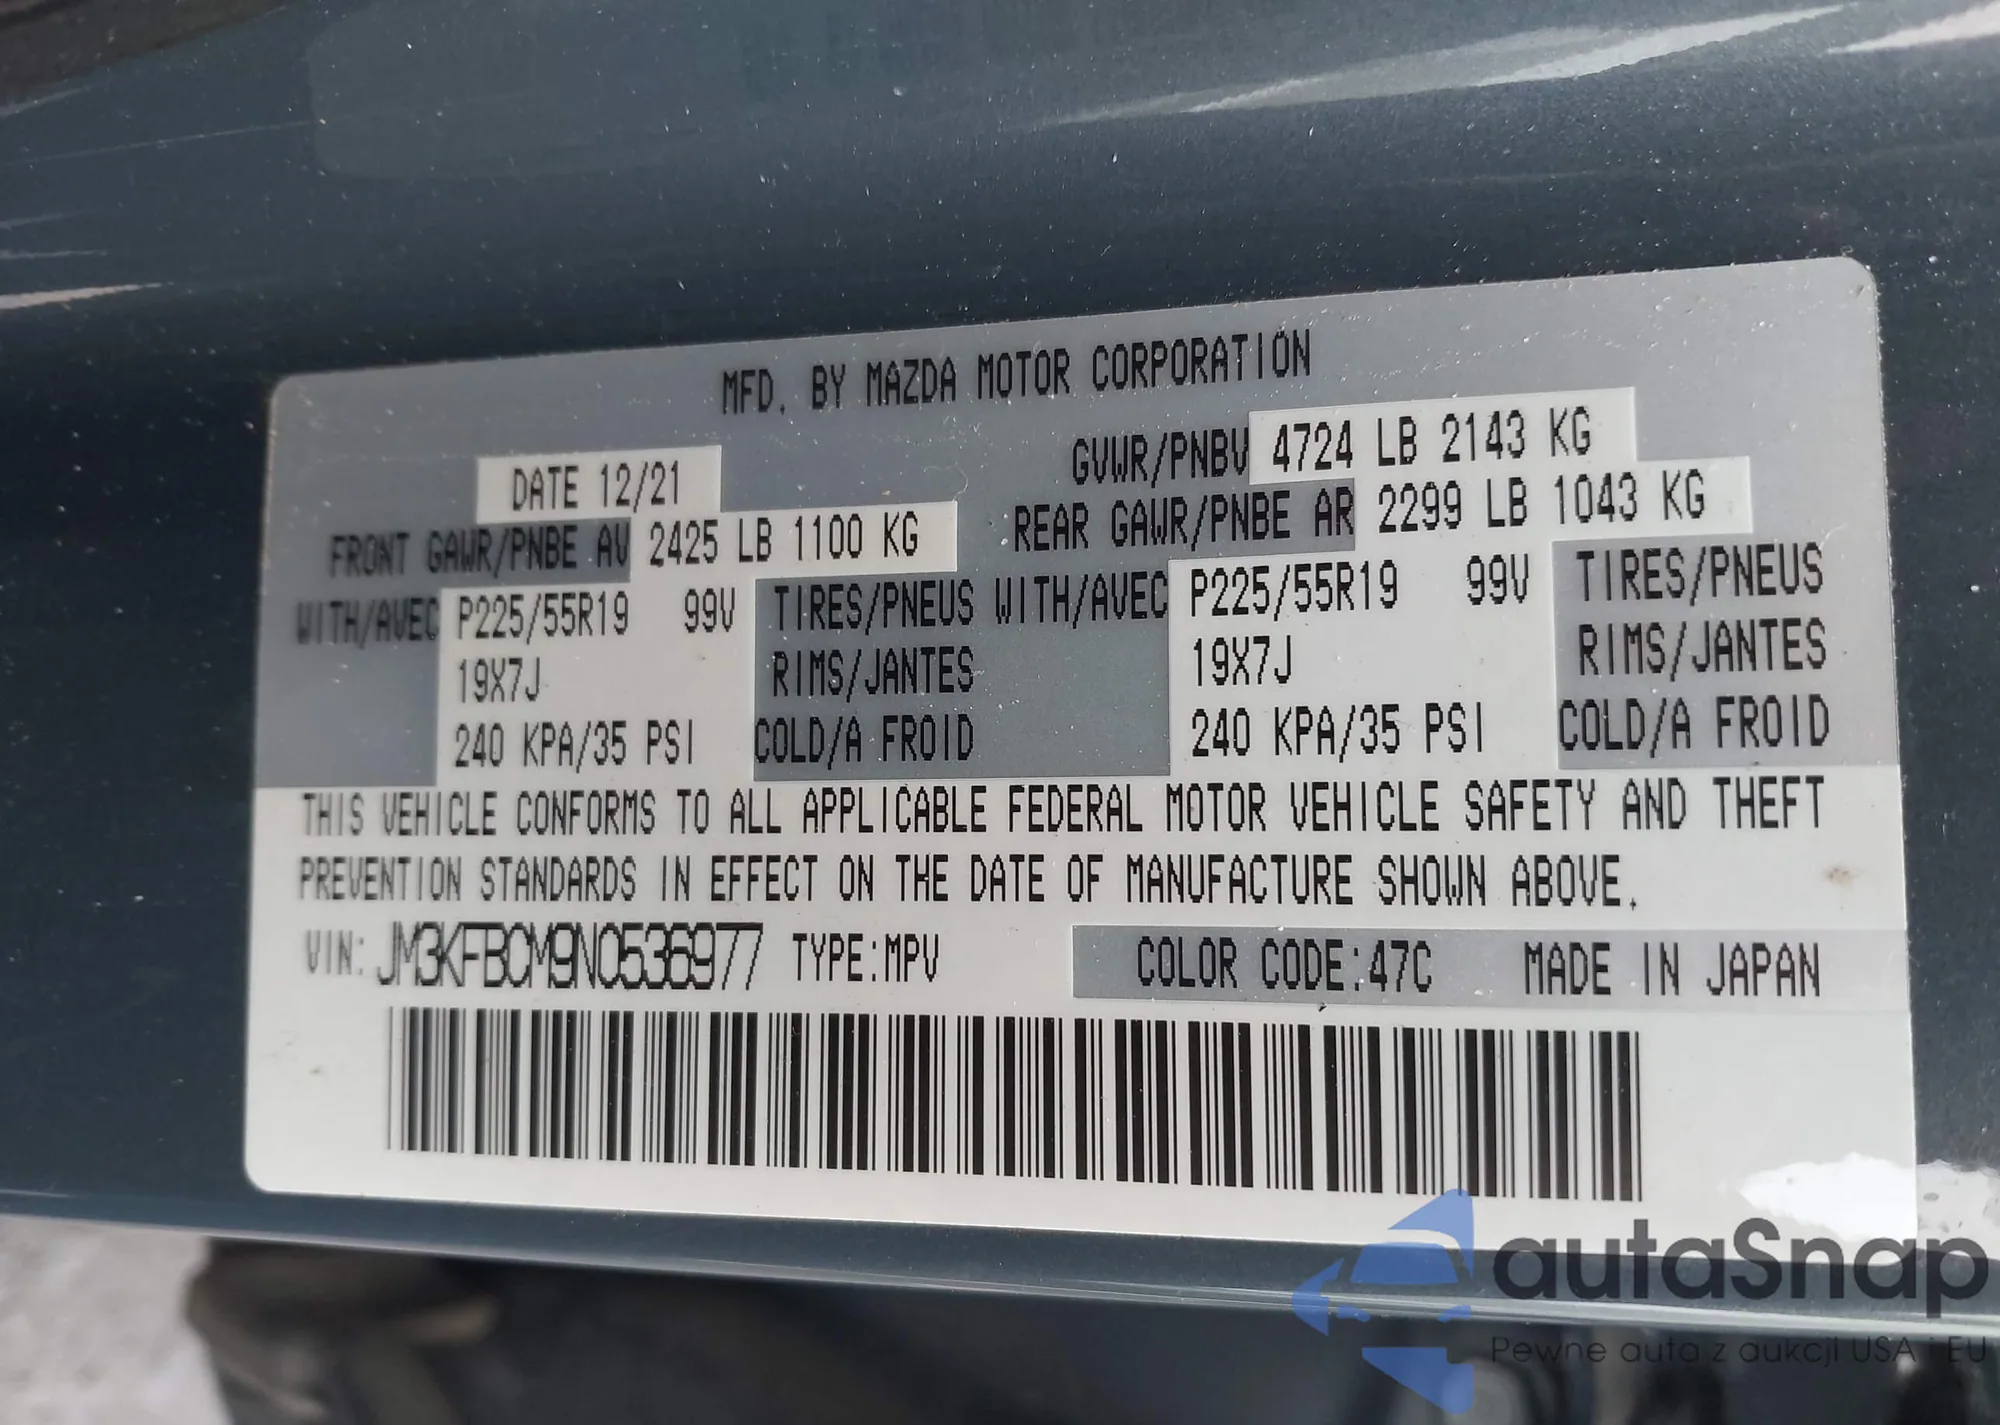 MFD. BY MAZDA MOTOR CORPORATION
DATE 12/21 GVWR/PNBV 4724 LB 2143 KG
FRONT GAWR/PNBE AV 2425 LB 1100 KG REAR GAWR/PNBE AR 2299 LB 1043 KG
WITH/AVEC P225/55R19 99V TIRES/PNEUS WITH/AVEC P225/55R19 99V TIRES/PNEUS
19X7J RIMS/JANTES 19X7J RIMS/JANTES
240 KPA/35 PSI COLD/A FROID 240 KPA/35 PSI COLD/A FROID
THIS VEHICLE CONFORMS TO ALL APPLICABLE FEDERAL MOTOR VEHICLE SAFETY AND THEFT
PREVENTION STANDARDS IN EFFECT ON THE DATE OF MANUFACTURE SHOWN ABOVE.
VIN: JM3KFBCM9N0536977 TYPE:MPV COLOR CODE:47C MADE IN JAPAN
autaSnap
Pewne auta z aukcji USA i EU